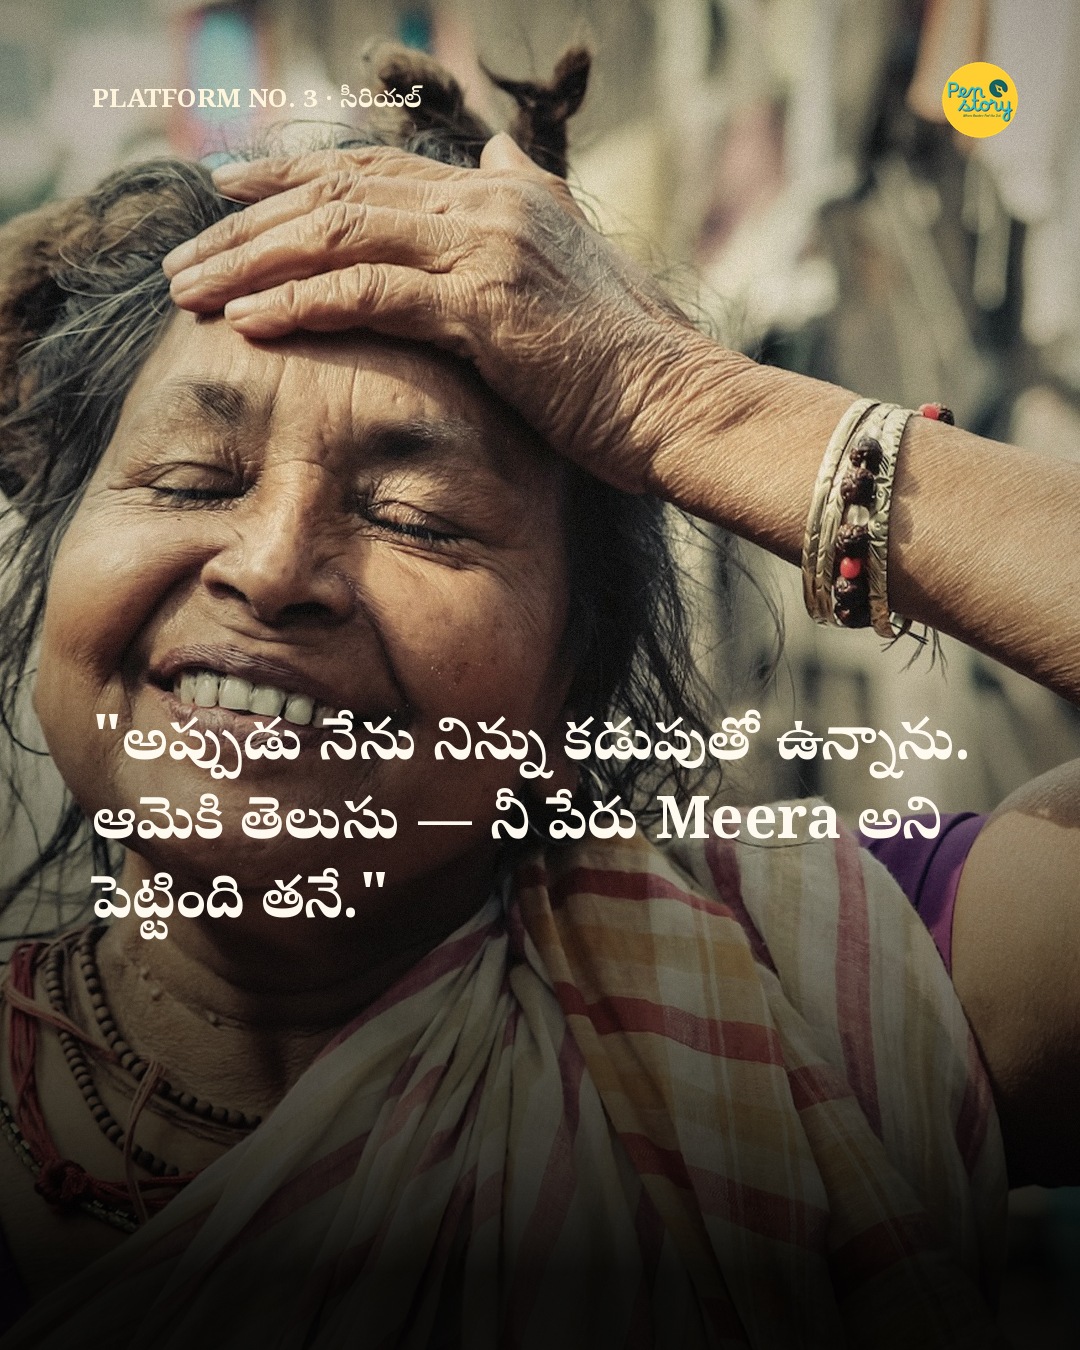 PLATFORM NO. 3 · సీరియల్
Pen
story
"అప్పుడు నేను నిన్ను కడుపుతో ఉన్నాను.
ఆమెకి తెలుసు — నీ పేరు Meera అని
పెట్టింది తనే."